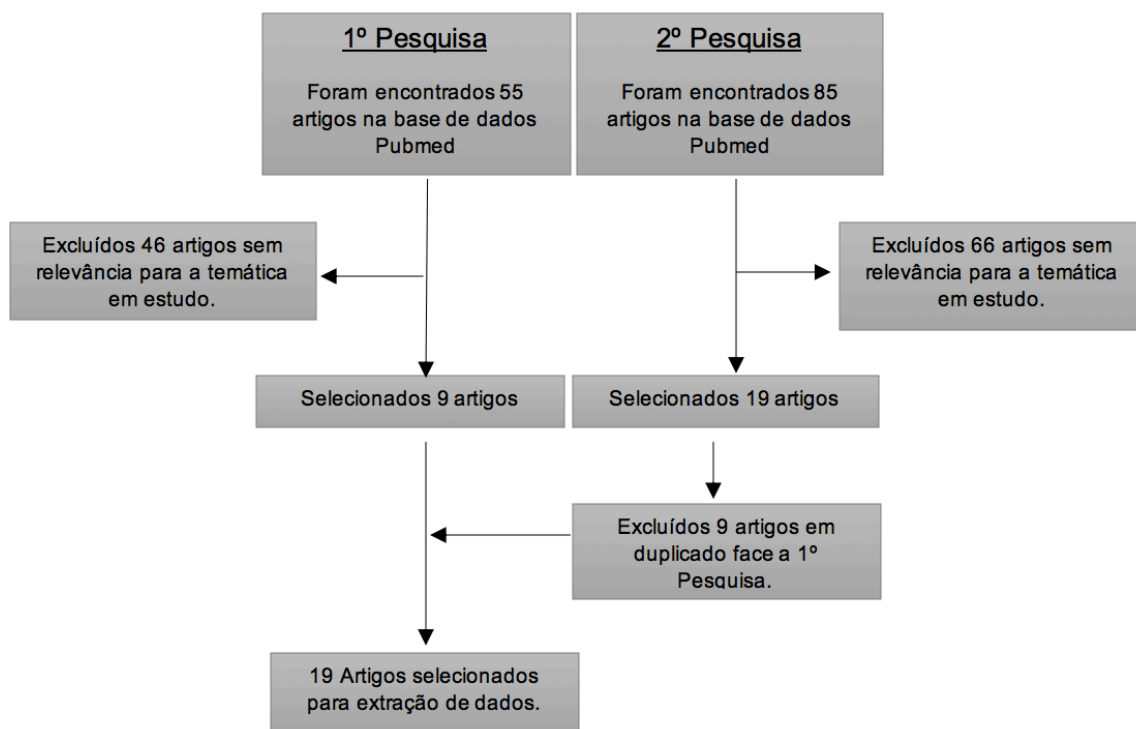 1º Pesquisa
Foram encontrados 55
artigos na base de dados
Pubmed
2º Pesquisa
Foram encontrados 85
artigos na base de dados
Pubmed
Excluídos 46 artigos sem
relevância para a temática
em estudo.
Excluídos 66 artigos sem
relevância para a temática
em estudo.
Selecionados 9 artigos
Selecionados 19 artigos
Excluídos 9 artigos em
duplicado face a 1º
Pesquisa.
19 Artigos selecionados
para extração de dados.